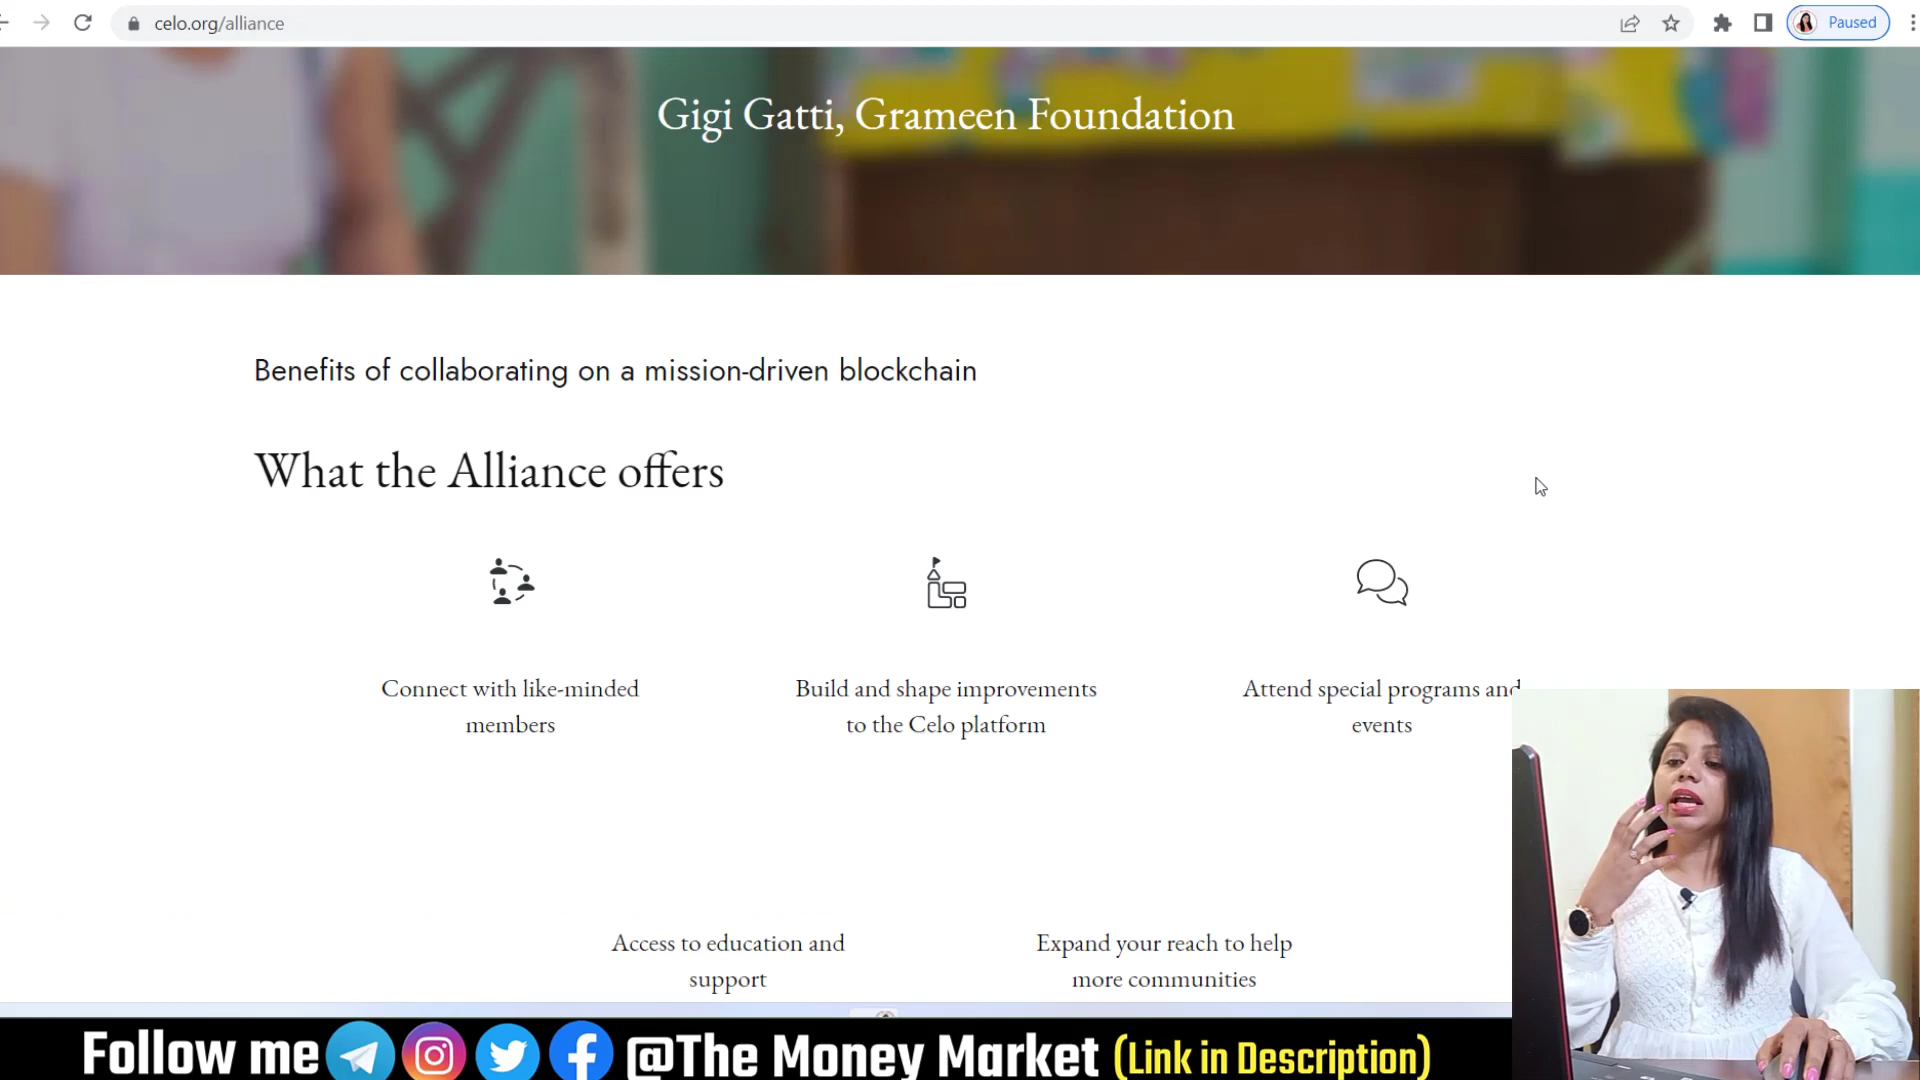 celo.org/alliance
Paused
Gigi Gatti, Grameen Foundation
Benefits of collaborating on a mission-driven blockchain
What the Alliance offers
Connect with like-minded
members
Build and shape improvements
to the Celo platform
Attend special programs and
events
Access to education and
support
Expand your reach to help
more communities
Follow me @The Money Market (Link in Description)